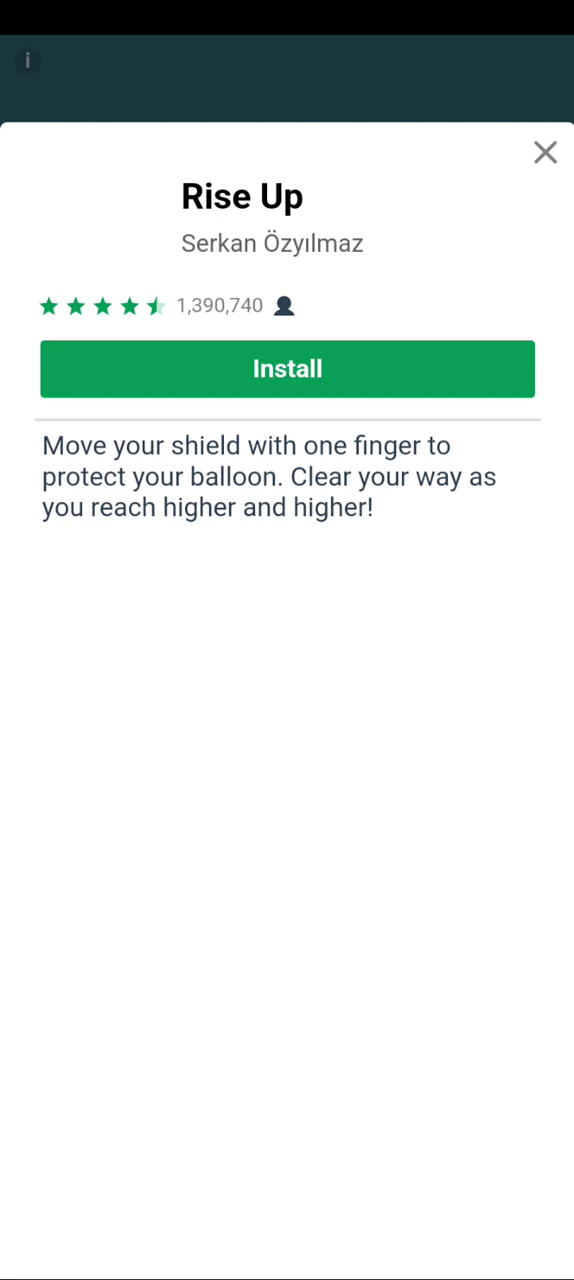 i
Rise Up
Serkan Özyılmaz
1,390,740
Install
Move your shield with one finger to
protect your balloon. Clear your way as
you reach higher and higher!